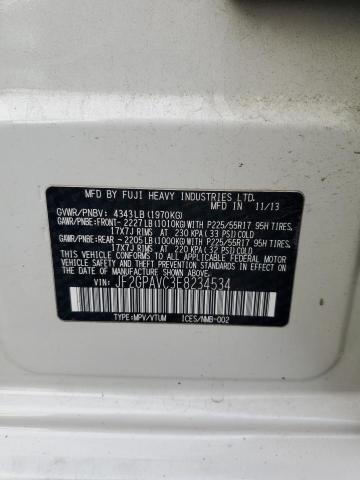 MFD BY FUJI HEAVY INDUSTRIES LTD.
MFD IN 11/13
GVWR/PNBV: 4343LB(1970KG)
GAWR/PNBE:FRONT- 2227LB(1010KG)WITH P225/55R17 95H TIRES,
17X7J RIMS AT 230 KPA(33 PSI)COLD
GAWR/PNBE:REAR - 2205LB(1000KG)WITH P225/55R17 95H TIRES,
17X7J RIMS AT 220 KPA(32 PSI)COLD
THIS VEHICLE CONFORMS TO ALL APPLICABLE FEDERAL MOTOR
VEHICLE SAFETY, BUMPER, AND THEFT PREVENTION STANDARDS
IN EFFECT ON THE DATE OF MANUFACTURE SHOWN ABOVE.
VIN: JF2GPAVC3E8234534
TYPE:MPV/VTUM ICES/NMB-002